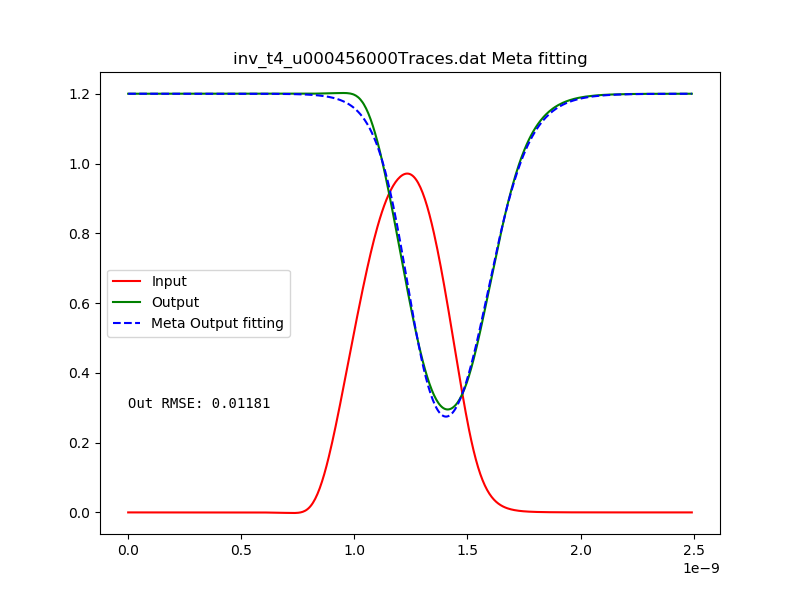 inv_t4_u000456000Traces.dat Meta fitting
1.2
1.0
0.8
0.6
0.4
0.2
0.0
Input
Output
Meta Output fitting
Out RMSE: 0.01181
0.0 0.5 1.0 1.5 2.0 2.5
1e−9